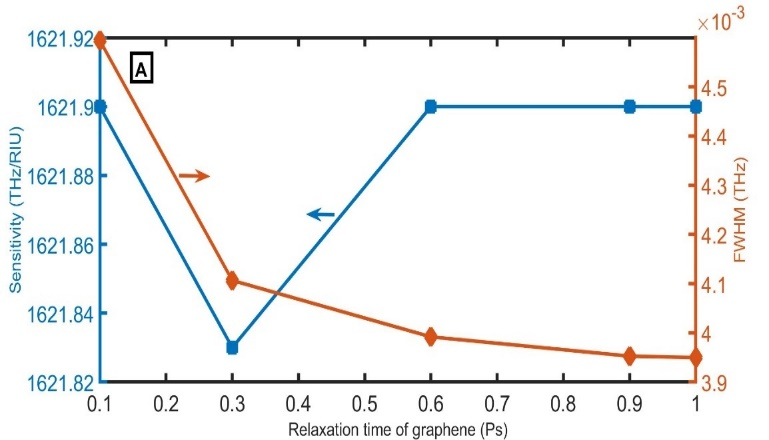 ×10⁻³
1621.92
A
4.5
1621.9
4.4
1621.88
4.3
1621.86
4.2
1621.84
4.1
4
1621.82
3.9
Sensitivity (THz/RIU)
FWHM (THz)
0.1 0.2 0.3 0.4 0.5 0.6 0.7 0.8 0.9 1
Relaxation time of graphene (Ps)